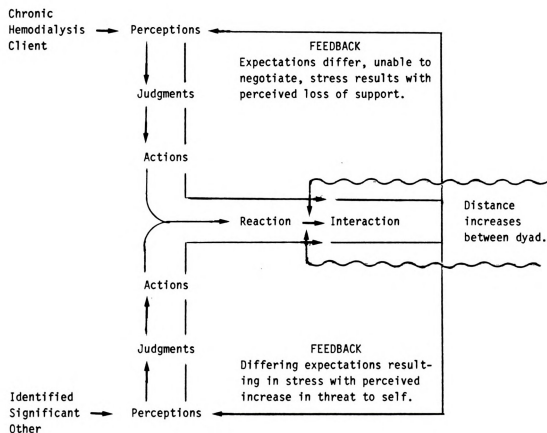 Chronic
Hemodialysis
Client
Perceptions
FEEDBACK
Expectations differ, unable to
negotiate, stress results with
perceived loss of support.
Judgments
Actions
Distance
increases
between dyad.
Reaction
Interaction
Actions
Judgments
FEEDBACK
Differing expectations result-
ing in stress with perceived
increase in threat to self.
Identified
Significant
Other
Perceptions